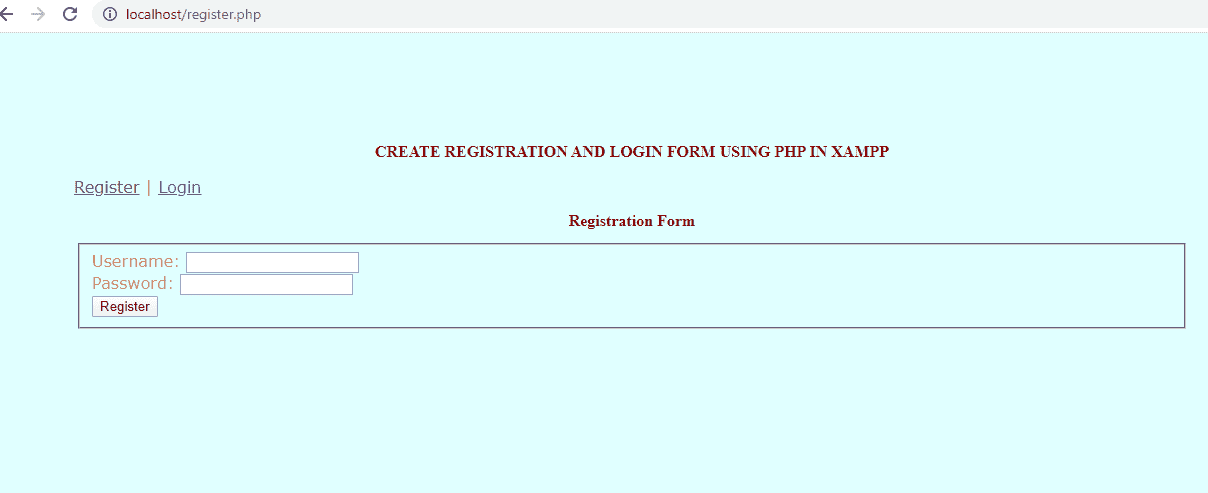 localhost/register.php
CREATE REGISTRATION AND LOGIN FORM USING PHP IN XAMPP
Register | Login
Registration Form
Username:
Password:
Register